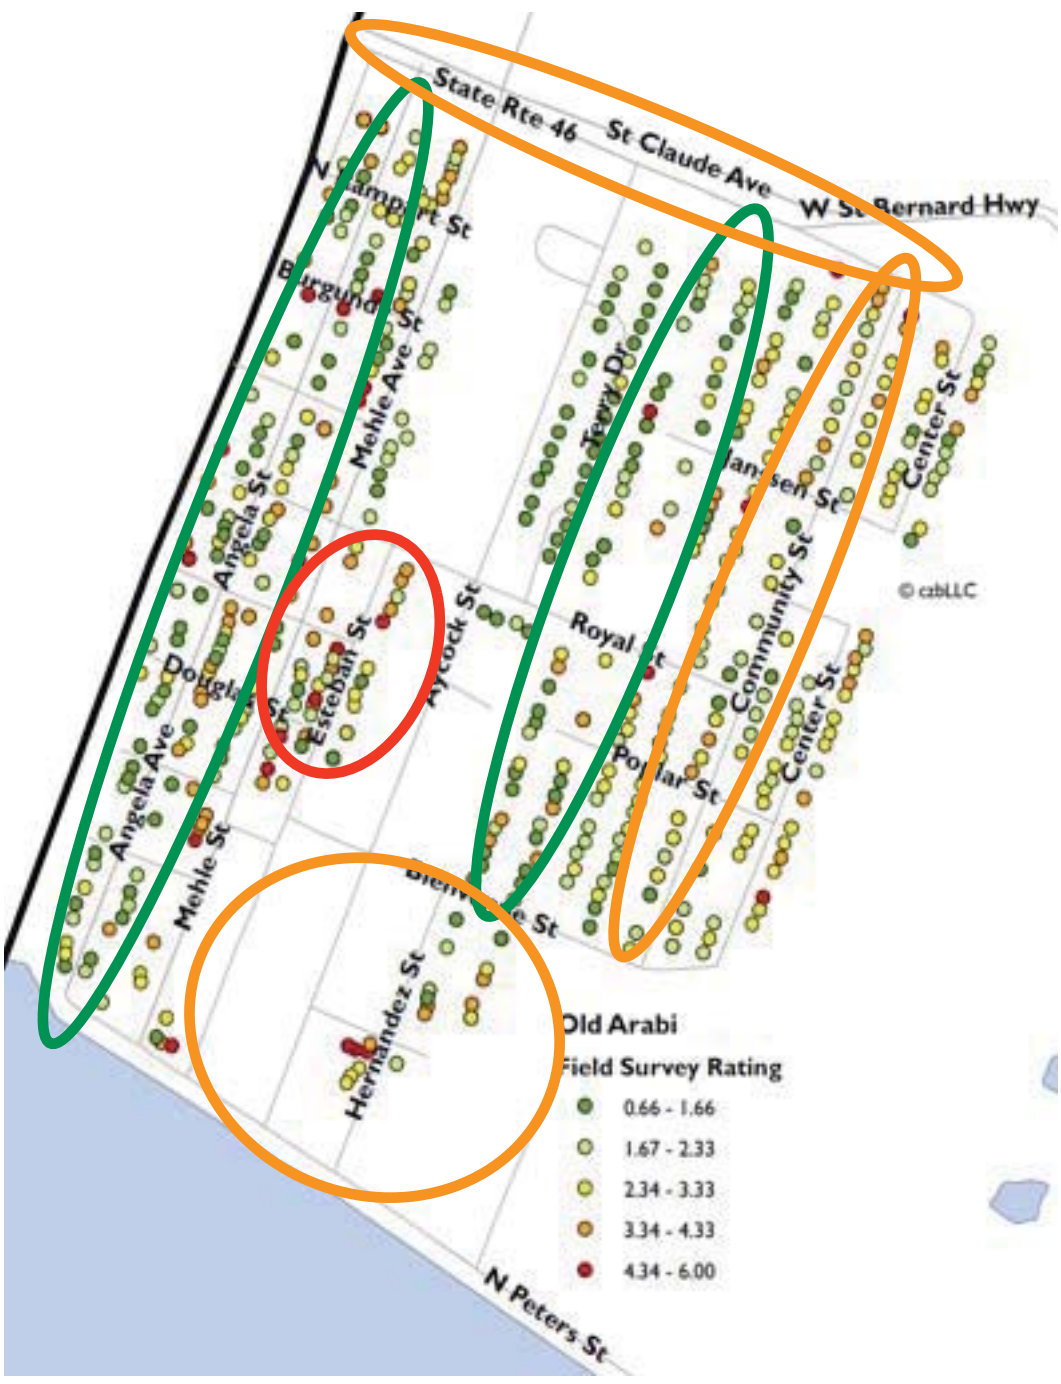 State Rte 46
St Claude Ave
W St Bernard Hwy
N Rampart St
Burgundy St
Mehle Ave
Terry Dr
Center St
Janssen St
Angela St
© czbLLC
Esteban St
Aycock St
Royal St
Community St
Douglas St
Center St
Angela Ave
Poplar St
Mehle St
Bienvenue St
Hernandez St
Old Arabi
Field Survey Rating
0.66 - 1.66
1.67 - 2.33
2.34 - 3.33
3.34 - 4.33
4.34 - 6.00
N Peters St